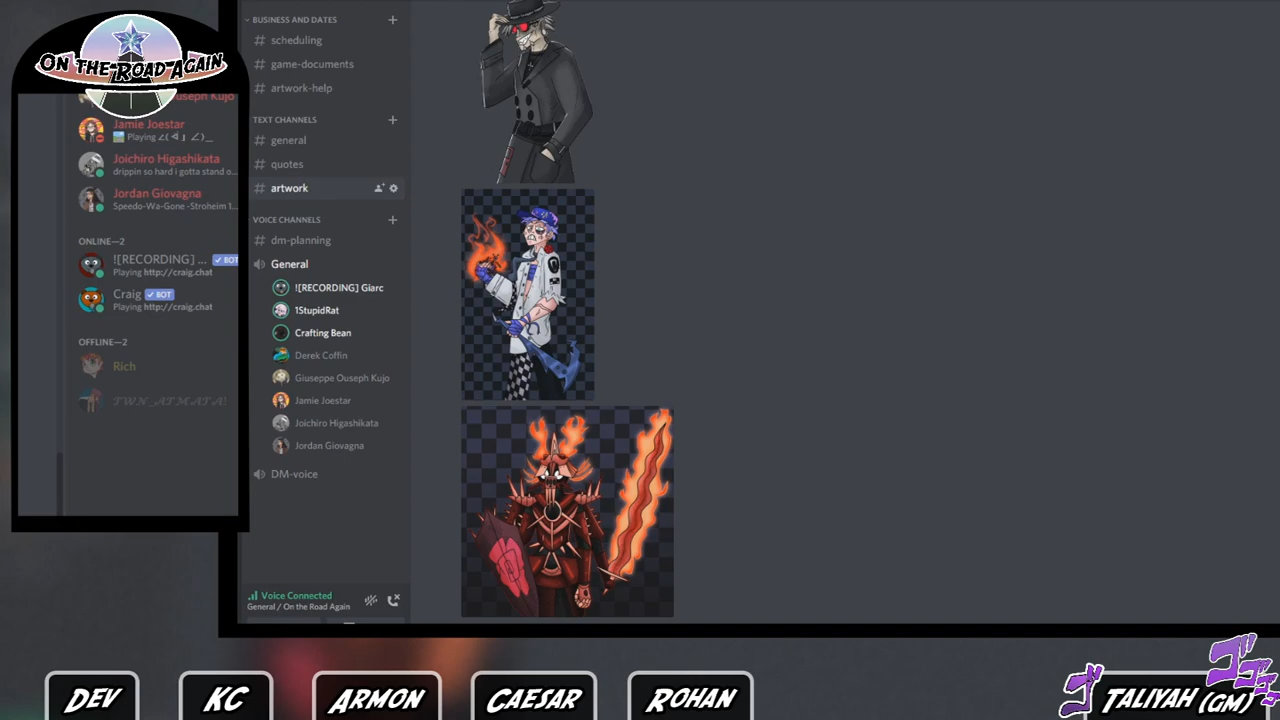 ON THE ROAD AGAIN
Jamie Joestar
Playing
Joichiro Higashikata
drippin so hard i gotta stand o...
Jordan Giovagna
Speedo-Wa-Gone -Stroheim 1...
ONLINE—2
![RECORDING] ... BOT
Playing http://craig.chat
Craig BOT
Playing http://craig.chat
OFFLINE—2
Rich
BUSINESS AND DATES
# scheduling
# game-documents
# artwork-help
TEXT CHANNELS
# general
# quotes
# artwork
VOICE CHANNELS
# dm-planning
General
![RECORDING] Giarc
1StupidRat
Crafting Bean
Derek Coffin
Giuseppe Ouseph Kujo
Jamie Joestar
Joichiro Higashikata
Jordan Giovagna
DM-voice
Voice Connected
General / On the Road Again
DEV
KC
ARMON
CAESAR
ROHAN
TALIYAH (GM)